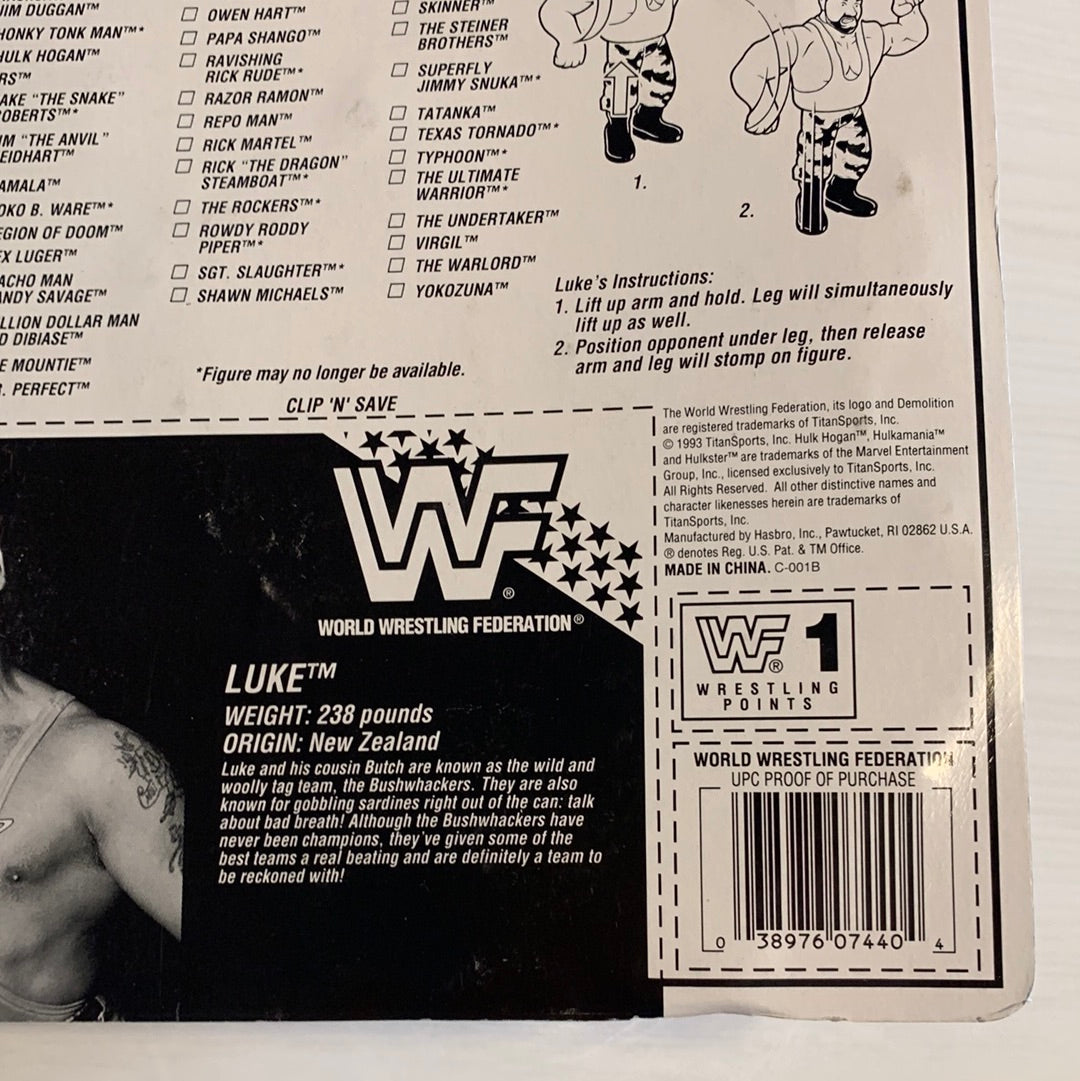 JIM DUGGAN™
HONKY TONK MAN™*
HULK HOGAN™
RS™
AKE "THE SNAKE"
OBERTS™*
IM "THE ANVIL"
EIDHART™
AMALA™
OKO B. WARE™*
EGION OF DOOM™
EX LUGER™
ACHO MAN
ANDY SAVAGE™
LLION DOLLAR MAN
D DIBIASE™
E MOUNTIE™
R. PERFECT™
OWEN HART™
PAPA SHANGO™
RAVISHING
RICK RUDE™*
RAZOR RAMON™
REPO MAN™
RICK MARTEL™
RICK "THE DRAGON"
STEAMBOAT™*
THE ROCKERS™*
ROWDY RODDY
PIPER™*
SGT. SLAUGHTER™*
SHAWN MICHAELS™
SKINNER™
THE STEINER
BROTHERS™
SUPERFLY
JIMMY SNUKA™*
TATANKA™
TEXAS TORNADO™*
TYPHOON™*
THE ULTIMATE
WARRIOR™*
THE UNDERTAKER™
VIRGIL™
THE WARLORD™
YOKOZUNA™
*Figure may no longer be available.
1.
2.
Luke's Instructions:
1. Lift up arm and hold. Leg will simultaneously
lift up as well.
2. Position opponent under leg, then release
arm and leg will stomp on figure.
CLIP 'N' SAVE
WF®
WORLD WRESTLING FEDERATION®
LUKE™
WEIGHT: 238 pounds
ORIGIN: New Zealand
Luke and his cousin Butch are known as the wild and
woolly tag team, the Bushwhackers. They are also
known for gobbling sardines right out of the can: talk
about bad breath! Although the Bushwhackers have
never been champions, they've given some of the
best teams a real beating and are definitely a team to
be reckoned with!
The World Wrestling Federation, its logo and Demolition
are registered trademarks of TitanSports, Inc.
© 1993 TitanSports, Inc. Hulk Hogan™, Hulkamania™
and Hulkster™ are trademarks of the Marvel Entertainment
Group, Inc., licensed exclusively to TitanSports, Inc.
All Rights Reserved. All other distinctive names and
character likenesses herein are trademarks of
TitanSports, Inc.
Manufactured by Hasbro, Inc., Pawtucket, RI 02862 U.S.A.
® denotes Reg. U.S. Pat. & TM Office.
MADE IN CHINA. C-001B
WF® 1
WRESTLING
POINTS
WORLD WRESTLING FEDERATION
UPC PROOF OF PURCHASE
0 38976 07440 4